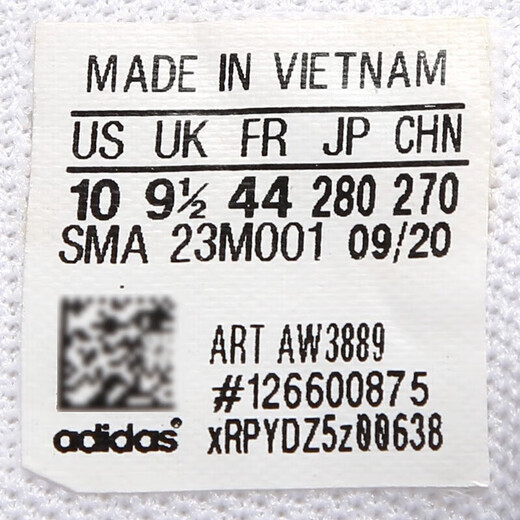 MADE IN VIETNAM
US UK FR JP CHN
10 9½ 44 280 270
SMA 23M001 09/20
ART AW3889
#126600875
adidas® xRPYDZ5z00638